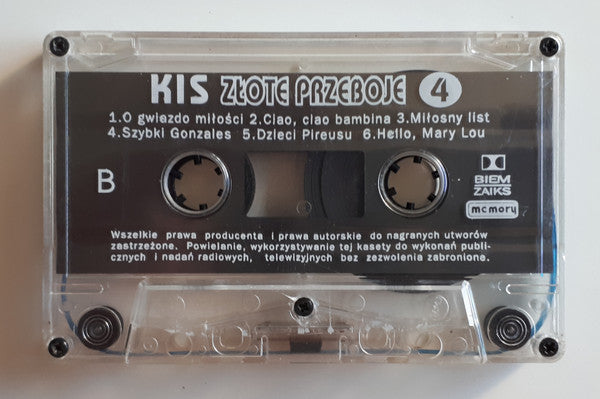 KIS ZŁOTE PRZEBOJE 4
1.O gwiazdo miłości 2.Ciao, ciao bambina 3.Miłosny list
4.Szybki Gonzales 5.Dzieci Pireusu 6.Hello, Mary Lou
B
BIEM
ZAIKS
memory
Wszelkie prawa producenta i prawa autorskie do nagranych utworów
zastrzeżone. Powielanie, wykorzystywanie tej kasety do wykonań publi-
cznych i nadań radiowych, telewizyjnych bez zezwolenia zabronione.